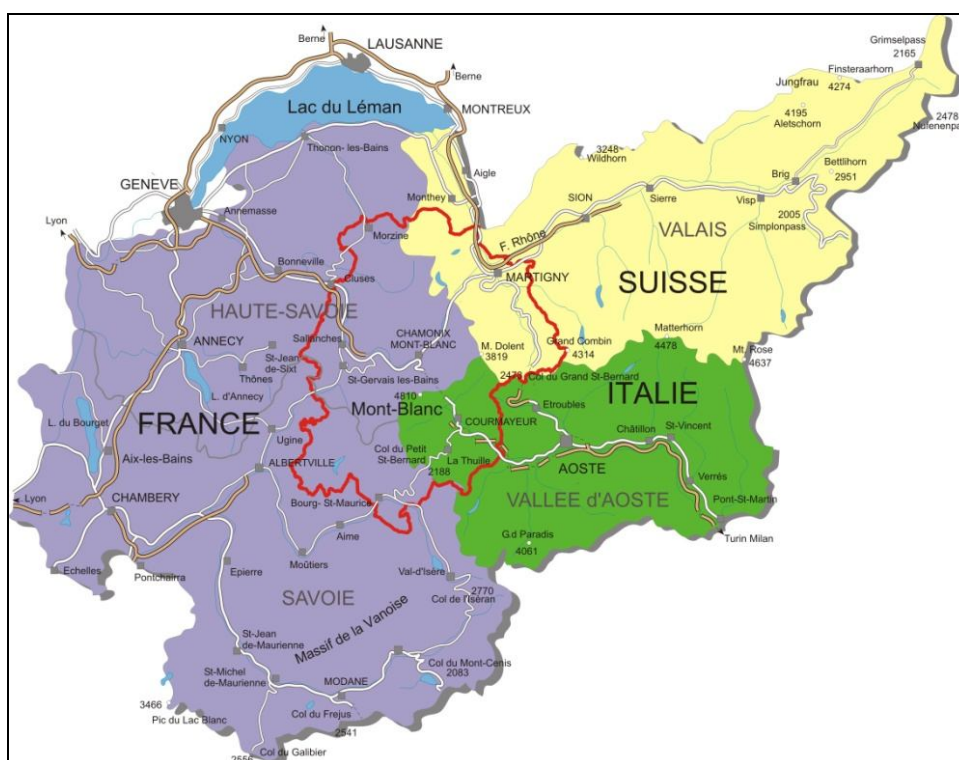 Berne
LAUSANNE
Berne
Lac du Léman
MONTREUX
NYON
Thonon- les-Bains
Aigle
GENEVE
Monthey
Lyon
Annemasse
Morzine
F. Rhône
SION
Sierre
Visp
Brig
Grimselpass
2165
Finsteraarhorn
4274
Jungfrau
4195
Aletschorn
2478
3248
Wildhorn
Bettlihorn
2951
2005
Simplonpass
VALAIS
SUISSE
Bonneville
Cluses
MARTIGNY
HAUTE-SAVOIE
Sallanches
CHAMONIX
MONT-BLANC
M. Dolent
3819
Grand Combin
4314
Matterhorn
4478
Mt. Rose
4637
ANNECY
St-Jean
de-Sixt
Thônes
St-Gervais les-Bains
Col du Grand St-Bernard
4810
Mont-Blanc
Etroubles
ITALIE
L. d'Annecy
L. du Bourget
FRANCE
COURMAYEUR
Châtillon
St-Vincent
Ugine
Col du Petit
St-Bernard
2188
La Thuille
AOSTE
Aix-les-Bains
ALBERTVILLE
Verrés
VALLEE d'AOSTE
Pont-St-Martin
Lyon
CHAMBERY
Bourg- St-Maurice
Aime
G.d Paradis
4061
Turin Milan
Echelles
Pontcharra
Epierre
Moûtiers
Val-d'Isére
2770
Col de l'Iséran
SAVOIE
Massif de la Vanoise
St-Jean
de-Maurienne
St-Michel
de-Maurienne
MODANE
Col du Mont-Cenis
2083
3466
Pic du Lac Blanc
Col du Frejus
2541
2556
Col du Galibier